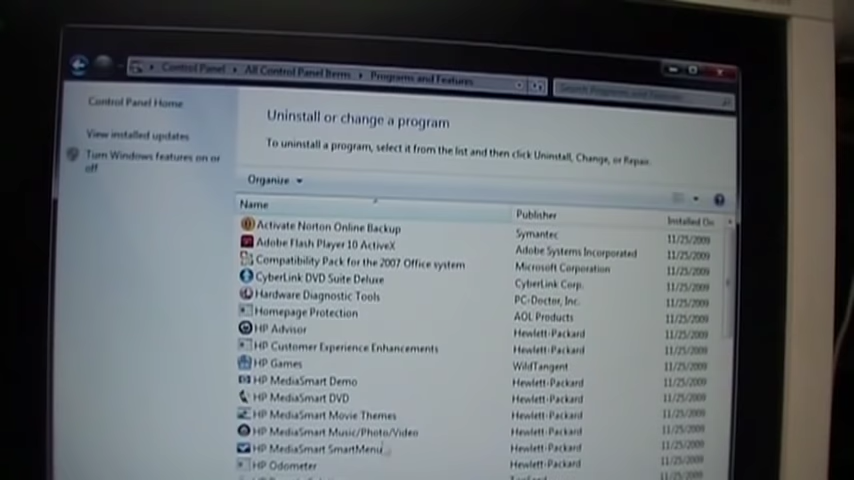 Control Panel All Control Panel Items Programs and Features Search Programs and Features
Control Panel Home
View installed updates
Turn Windows features on or
off
Uninstall or change a program
To uninstall a program, select it from the list and then click Uninstall, Change, or Repair.
Organize
Name Publisher Installed On
Activate Norton Online Backup Symantec 11/25/2009
Adobe Flash Player 10 ActiveX Adobe Systems Incorporated 11/25/2009
Compatibility Pack for the 2007 Office system Microsoft Corporation 11/25/2009
CyberLink DVD Suite Deluxe CyberLink Corp. 11/25/2009
Hardware Diagnostic Tools PC-Doctor, Inc. 11/25/2009
Homepage Protection AOL Products 11/25/2009
HP Advisor Hewlett-Packard 11/25/2009
HP Customer Experience Enhancements Hewlett-Packard 11/25/2009
HP Games WildTangent 11/25/2009
HP MediaSmart Demo Hewlett-Packard 11/25/2009
HP MediaSmart DVD Hewlett-Packard 11/25/2009
HP MediaSmart Movie Themes Hewlett-Packard 11/25/2009
HP MediaSmart Music/Photo/Video Hewlett-Packard 11/25/2009
HP MediaSmart SmartMenu Hewlett-Packard 11/25/2009
HP Odometer Hewlett-Packard 11/25/2009